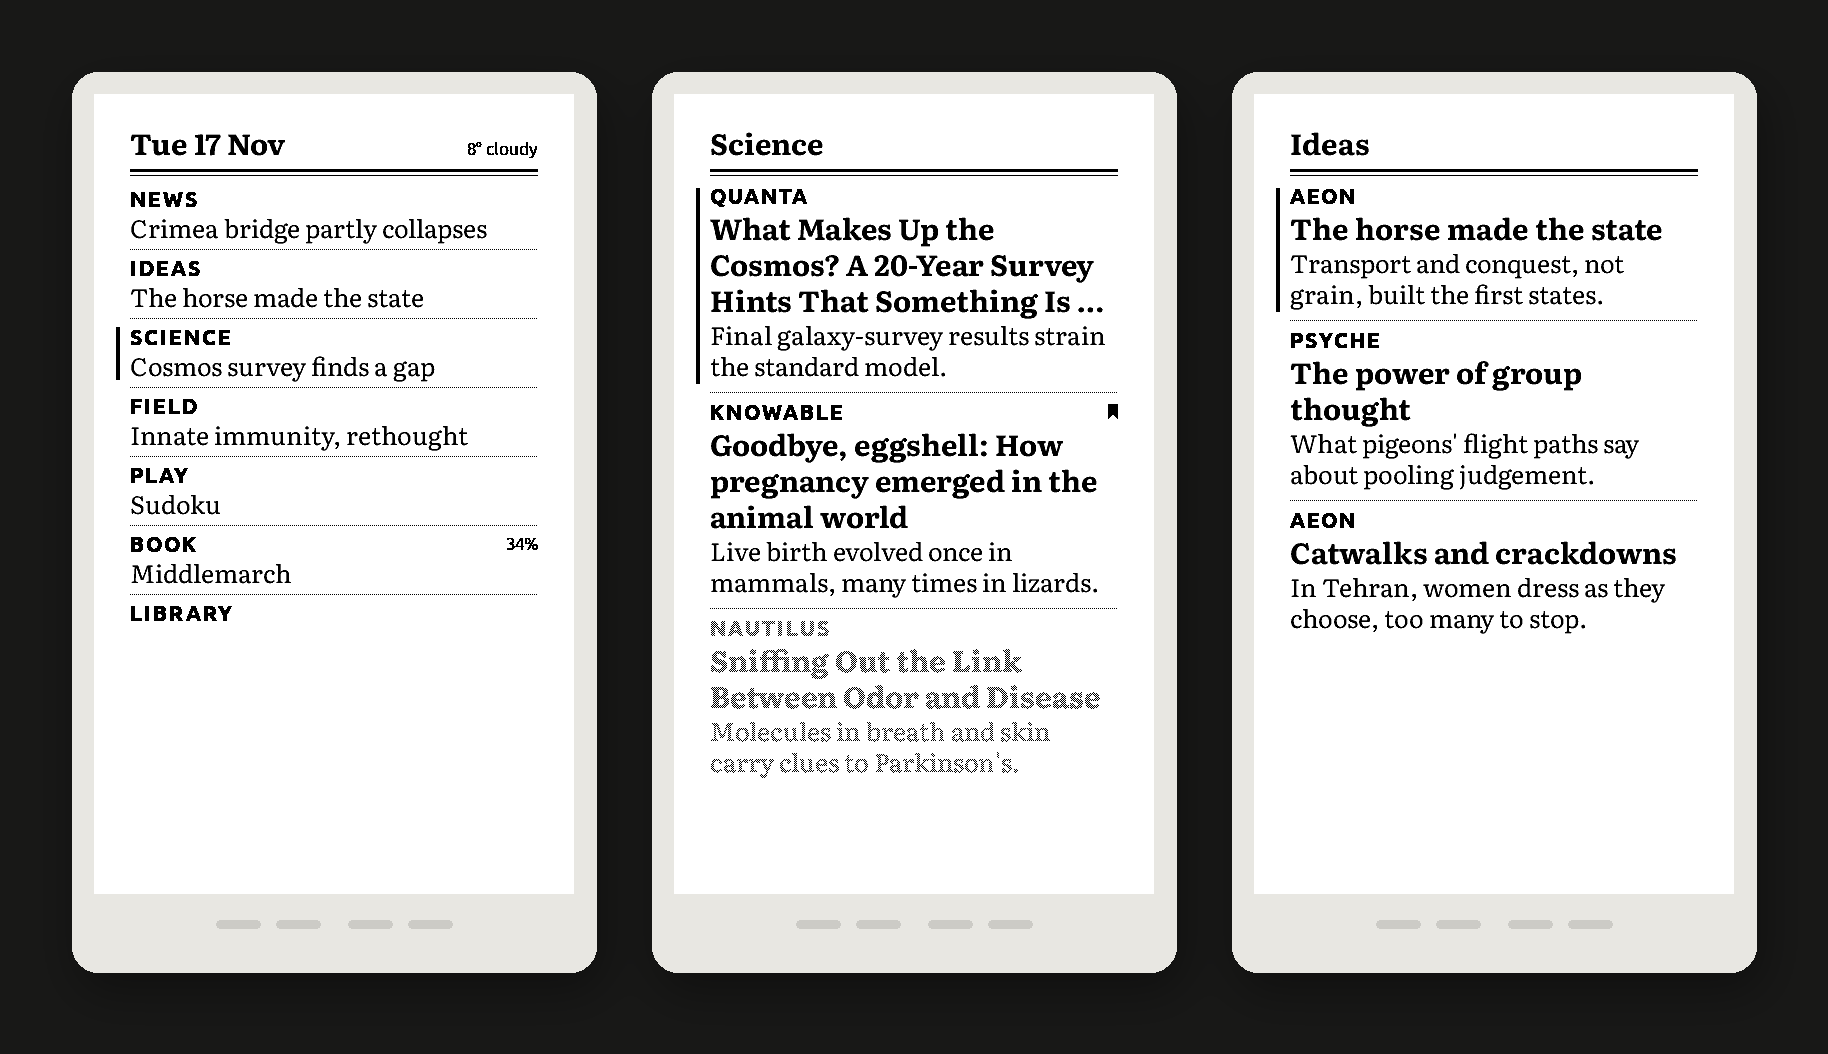 Tue 17 Nov
8° cloudy
NEWS
Crimea bridge partly collapses
IDEAS
The horse made the state
SCIENCE
Cosmos survey finds a gap
FIELD
Innate immunity, rethought
PLAY
Sudoku
BOOK
34%
Middlemarch
LIBRARY
Science
QUANTA
What Makes Up the
Cosmos? A 20-Year Survey
Hints That Something Is ...
Final galaxy-survey results strain
the standard model.
KNOWABLE
Goodbye, eggshell: How
pregnancy emerged in the
animal world
Live birth evolved once in
mammals, many times in lizards.
NAUTILUS
Sniffing Out the Link
Between Odor and Disease
Molecules in breath and skin
carry clues to Parkinson's.
Ideas
AEON
The horse made the state
Transport and conquest, not
grain, built the first states.
PSYCHE
The power of group
thought
What pigeons' flight paths say
about pooling judgement.
AEON
Catwalks and crackdowns
In Tehran, women dress as they
choose, too many to stop.